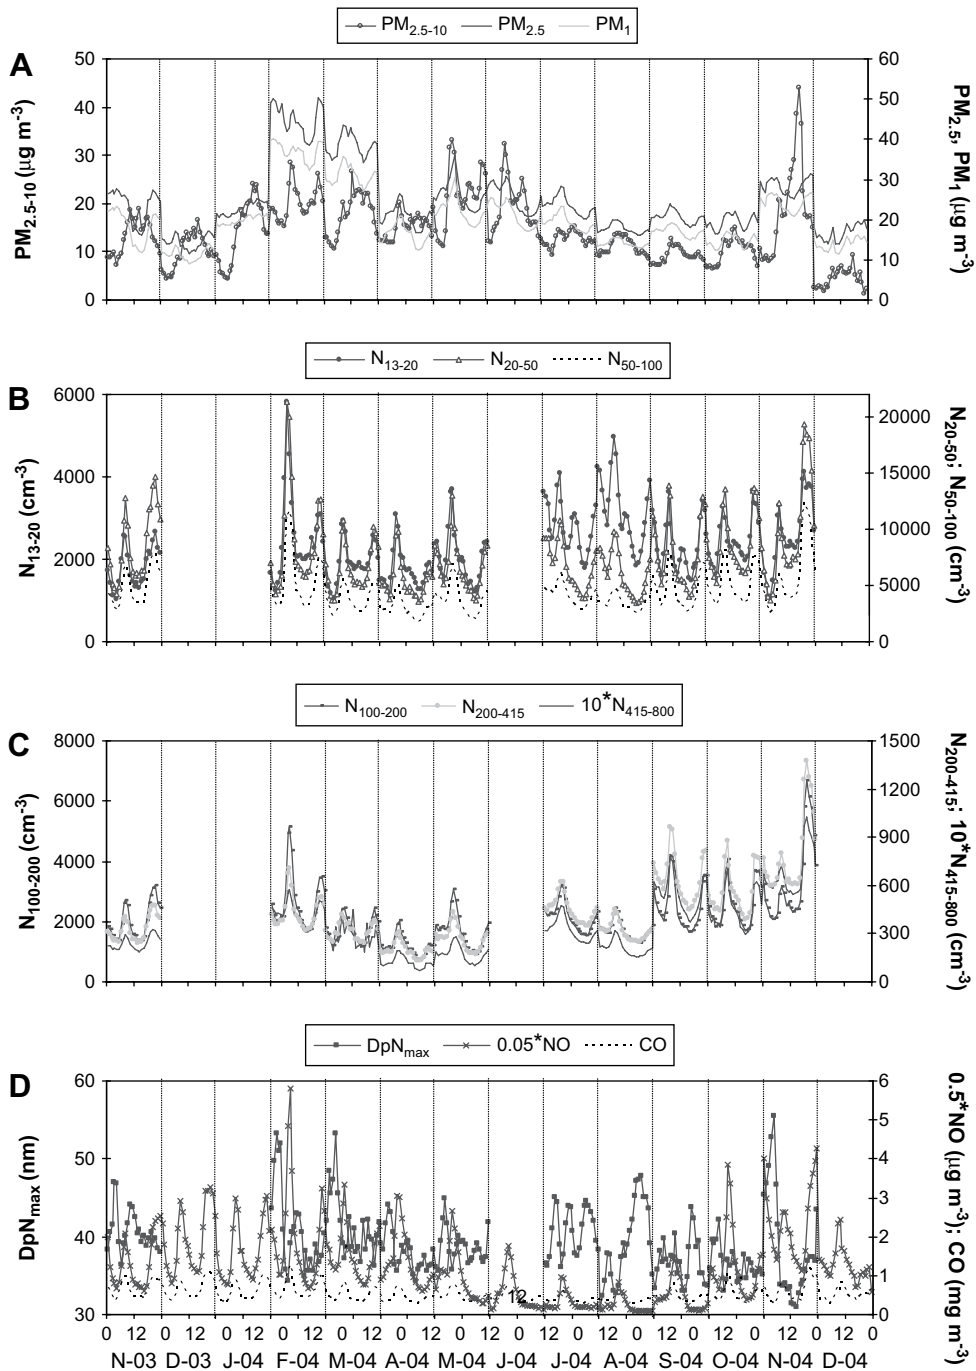 PM2.5-10 PM2.5 PM1
A
PM2.5-10 (μg m-3)
50
40
30
20
10
0
60
50
40
30
20
10
0
PM2.5, PM1 (μg m-3)
N13-20 N20-50 N50-100
B
N13-20 (cm-3)
6000
4000
2000
0
20000
15000
10000
5000
0
N20-50; N50-100 (cm-3)
N100-200 N200-415 10*N415-800
C
N100-200 (cm-3)
8000
6000
4000
2000
0
1500
1200
900
600
300
0
N200-415; 10*N415-800 (cm-3)
DpNmax 0.05*NO CO
D
DpNmax (nm)
60
50
40
30
6
5
4
3
2
1
0
0.5*NO (μg m-3); CO (mg m-3)
12
0 12 0 12 0 12 0 12 0 12 0 12 0 12 0 12 0 12 0 12 0 12 0 12 0 12 0
N-03 D-03 J-04 F-04 M-04 A-04 M-04 J-04 J-04 A-04 S-04 O-04 N-04 D-04